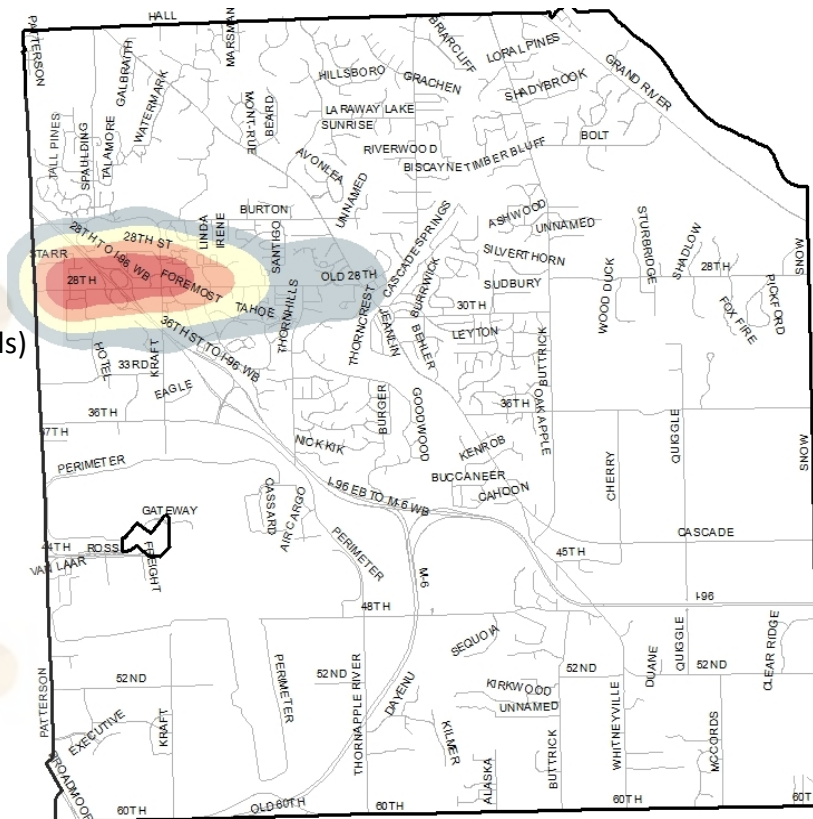 HALL
PATTERSON
MARSMAN
BRIARCLIFF
LORAL PINES
GRAND RIVER
GALBRAITH
WATERMARK
HILLSBORO
GRACHEN
SHADYBROOK
MONT-RUE
BEARD
LARAWAY LAKE
SUNRISE
TALL PINES
SPAULDING
TALAMORE
BOLT
RIVERWOOD
BISCAYNE
TIMBER BLUFF
AVONLEA
UNNAMED
BURTON
LINDA
IRENE
SANTIGO
28TH ST
28TH TO I-96 WB
CASCADE SPRINGS
ASHWOOD
UNNAMED
STURBRIDGE
SHADLOW
SNOW
STARR
28TH
FOREMOST
OLD 28TH
BURRWICK
SILVERTHORN
SUDBURY
28TH
WOOD DUCK
FOX FIRE
PICKFORD
TAHOE
THORNHILLS
30TH
ls)
36TH ST TO I-96 WB
THORNCREST
JEANLIN
BEHLER
LEYTON
BUTTRICK
HOTEL
33RD
KRAFT
EAGLE
36TH
BURGER
GOODWOOD
36TH
OAK APPLE
QUIGGLE
SNOW
37TH
NICK KIK
KENROB
PERIMETER
BUCCANEER
CAHOON
CHERRY
I-96 EB TO M-6 WB
CASSARD
AIR CARGO
GATEWAY
44TH
ROSS
FREIGHT
PERIMETER
CASCADE
45TH
VAN LAAR
M-6
48TH
I-96
SEQUOIA
DUANE
QUIGGLE
CLEAR RIDGE
52ND
PERIMETER
52ND
52ND
52ND
THORNAPPLE RIVER
DAYENU
KIRKWOOD
UNNAMED
PATTERSON
EXECUTIVE
KRAFT
KILMER
ALASKA
BUTTRICK
WHITNEYVILLE
MCCORDS
BROADMOOR
60TH
OLD 60TH
60TH
60TH
60T